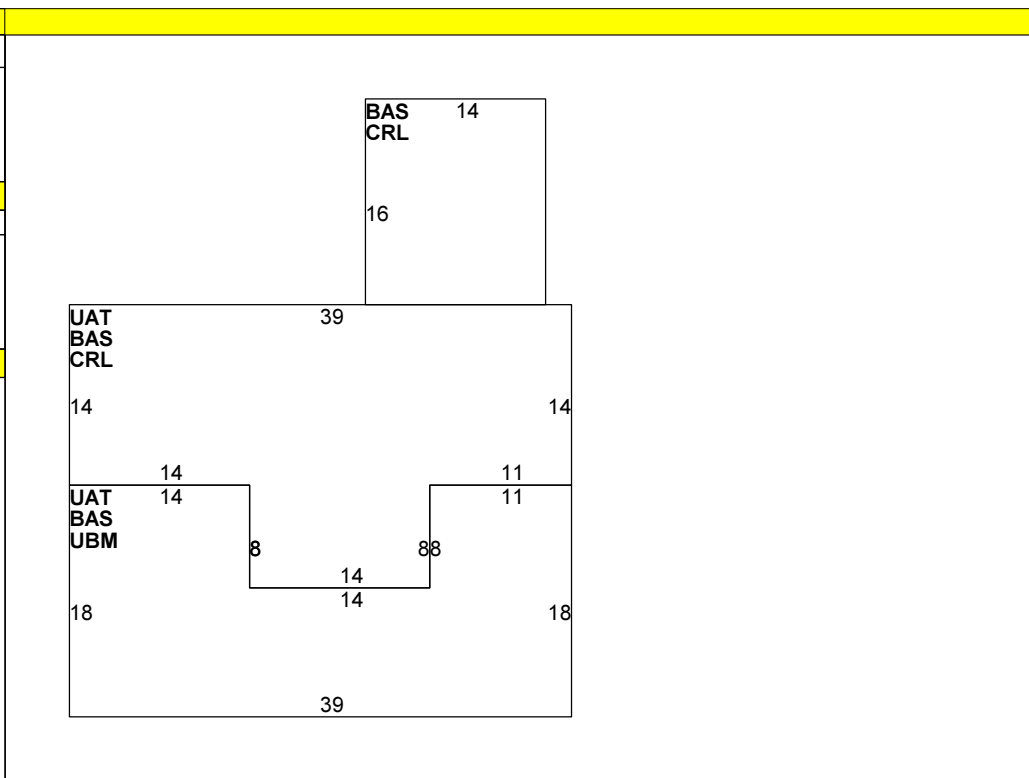 BAS 14
CRL
16
UAT 39
BAS
CRL
14 14
14 11
UAT 14 11
BAS
UBM 8 88
14
14
18 18
39